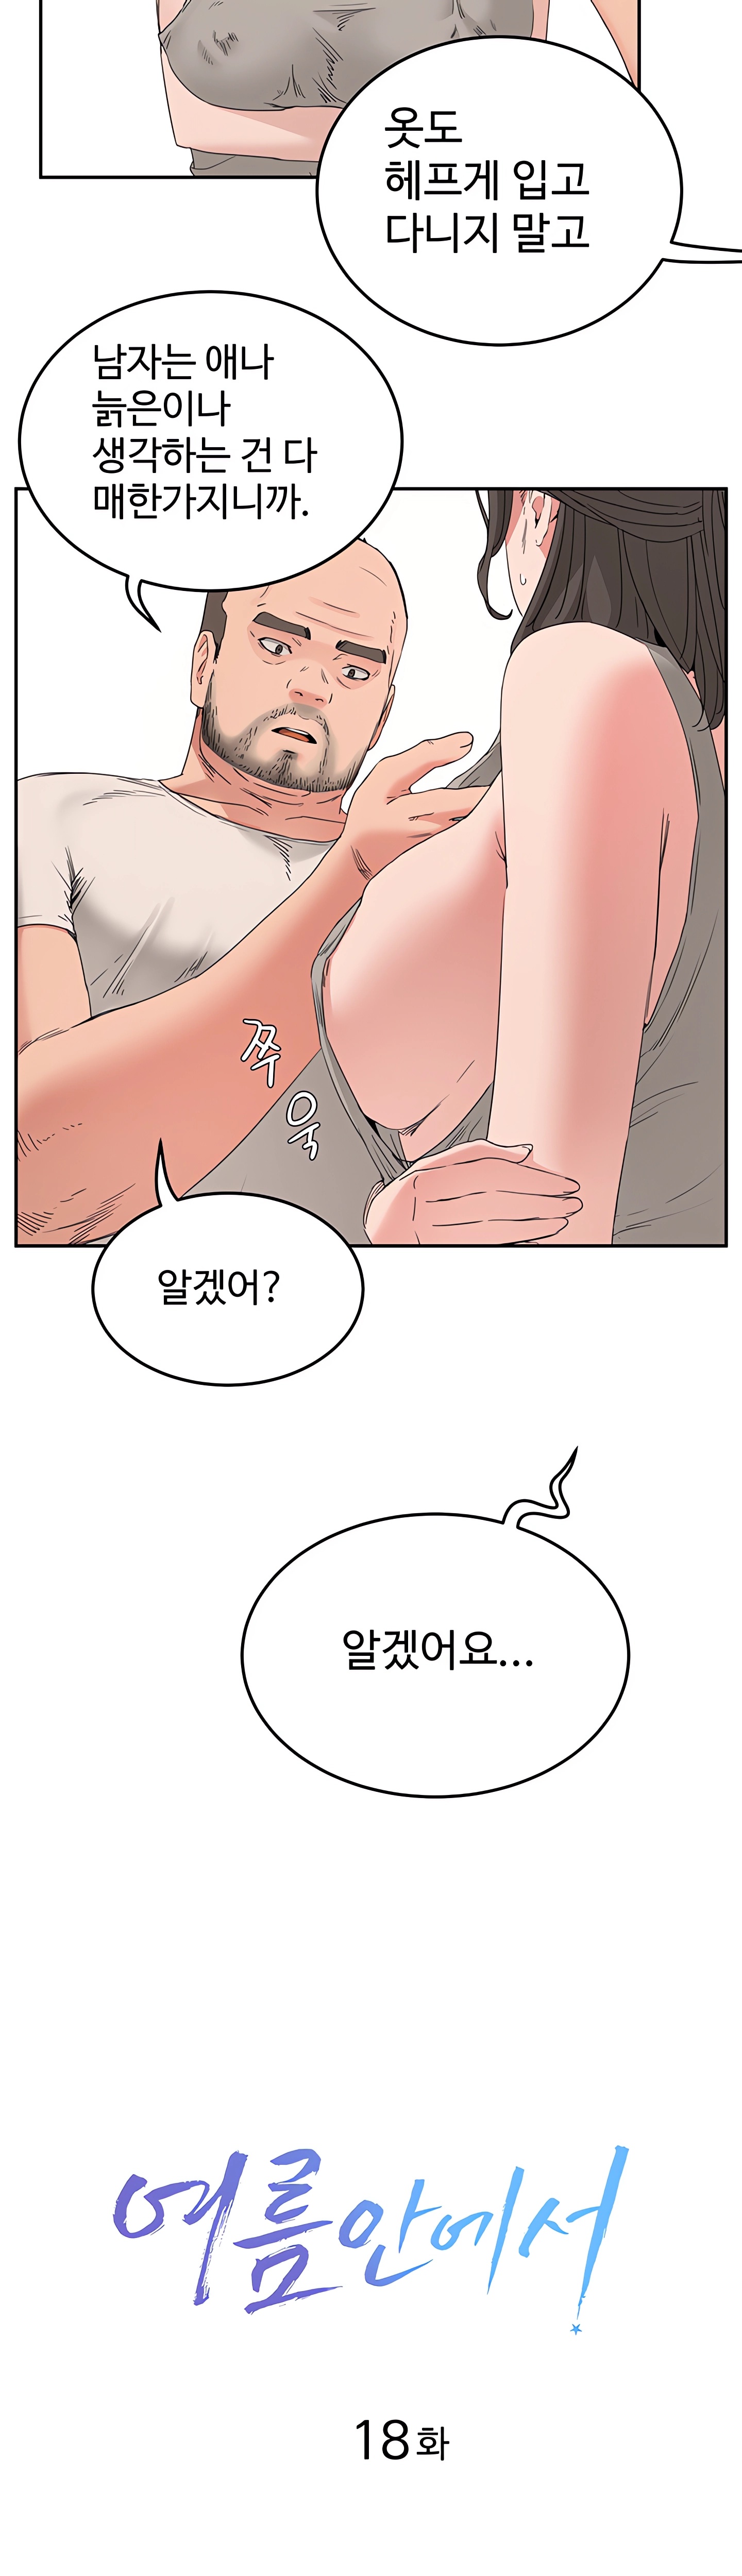 옷도
헤프게 입고
다니지 말고
남자는 애나
늙은이나
생각하는 건 다
매한가지니까.
쭈
욱
알겠어?
알겠어요...
여름안에서
18화